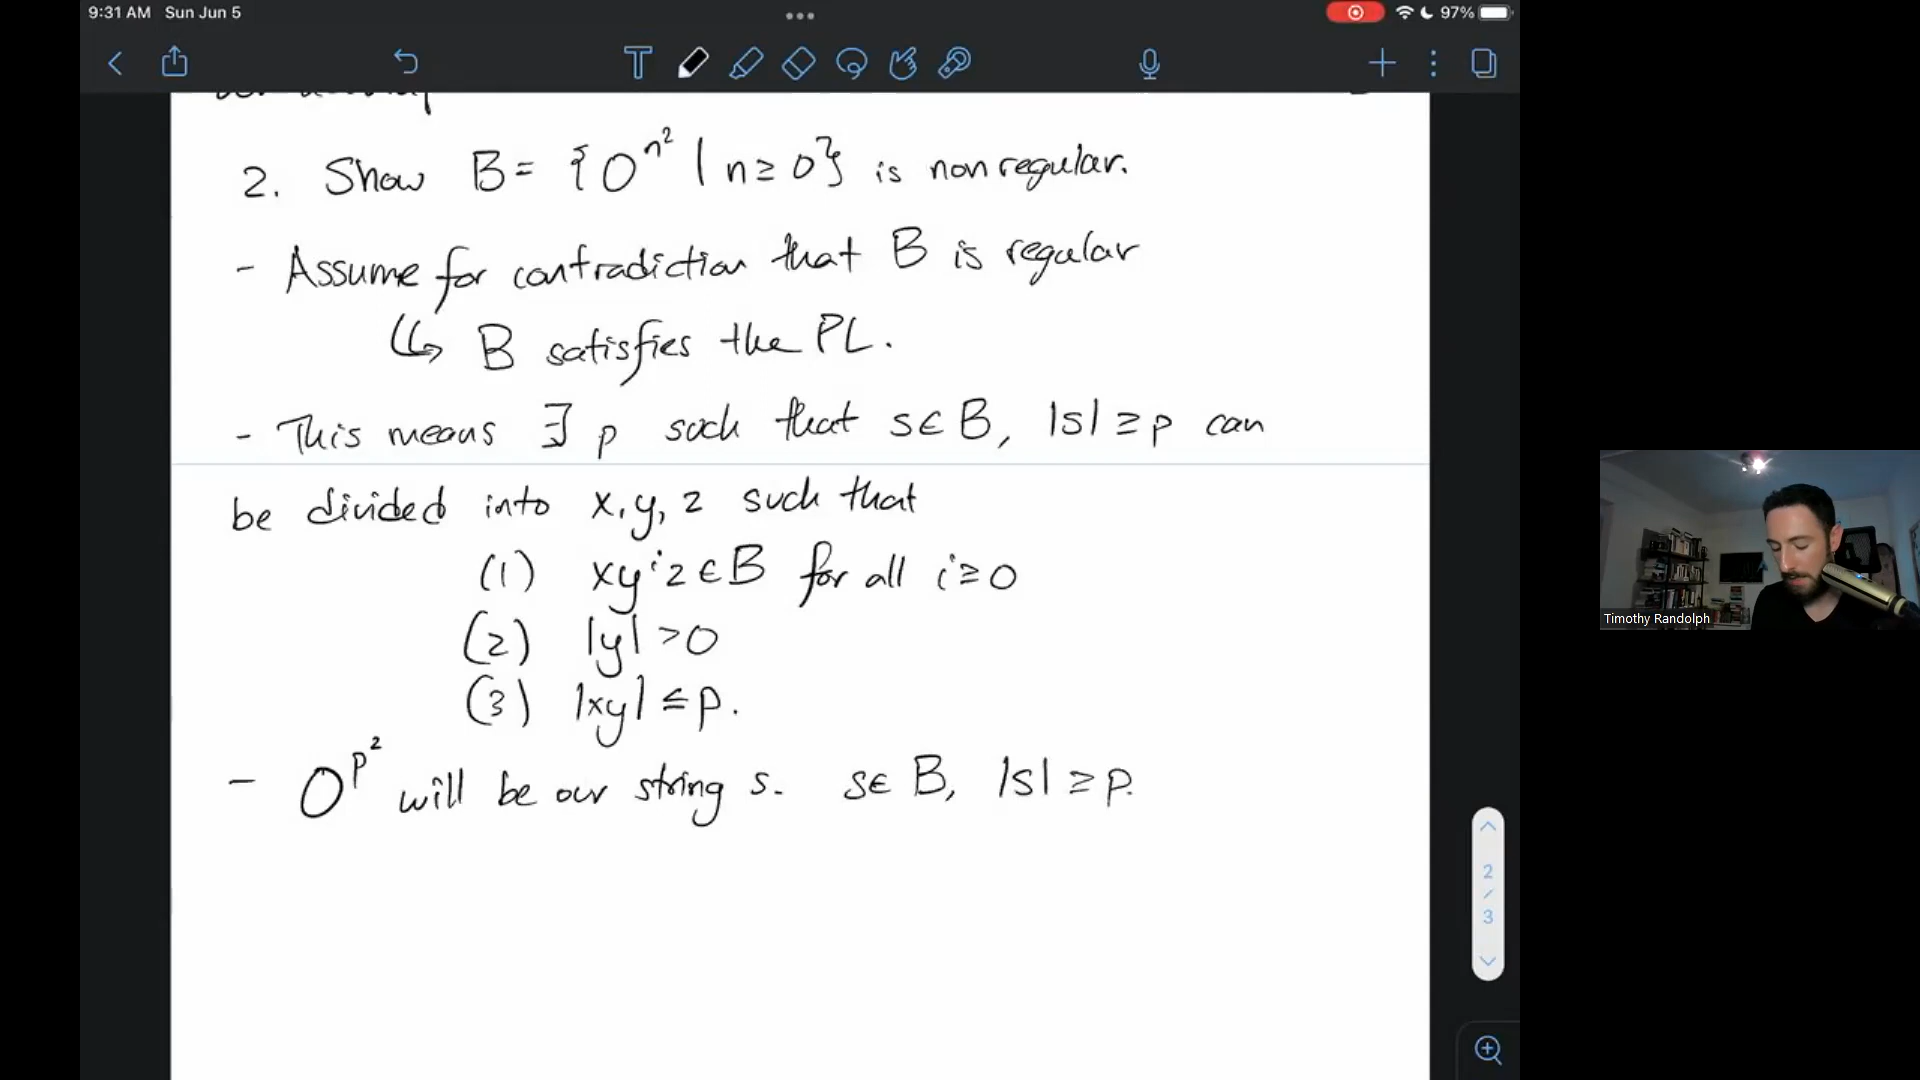 9:31 AM Sun Jun 5
97%
2. Show B = {0^{n^2} | n ≥ 0} is nonregular.
- Assume for contradiction that B is regular
↳ B satisfies the PL.
- This means ∃ p such that s ∈ B, |s| ≥ p can
be divided into x, y, z such that
(1) xy^i z ∈ B for all i ≥ 0
(2) |y| > 0
(3) |xy| ≤ p.
- 0^{p^2} will be our string s. s ∈ B, |s| ≥ p.
2
/
3
Timothy Randolph